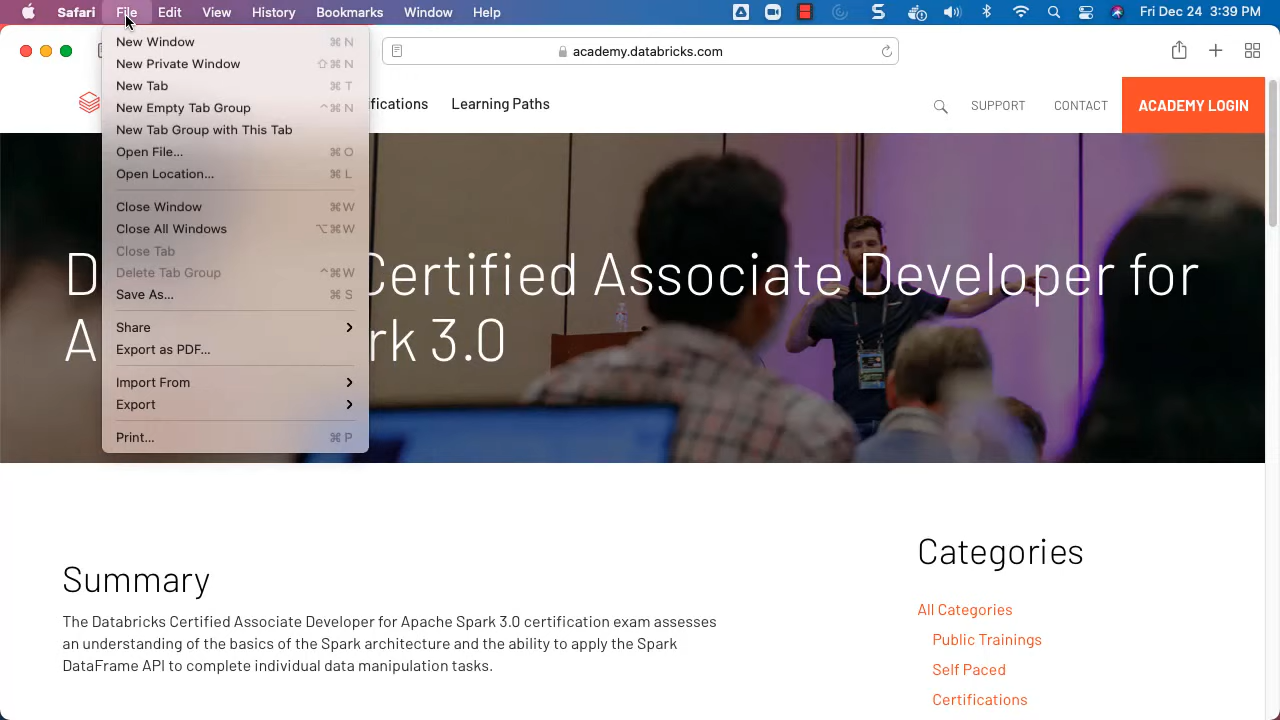 Safari File Edit View History Bookmarks Window Help Fri Dec 24 3:39 PM
academy.databricks.com
New Window ⌘ N
New Private Window ⇧⌘ N
New Tab ⌘ T
New Empty Tab Group ^⌘ N
New Tab Group with This Tab
Open File... ⌘ O
Open Location... ⌘ L
Close Window ⌘W
Close All Windows ⌥⌘W
Close Tab
Delete Tab Group ^⌘W
Save As... ⌘ S
Share
Export as PDF...
Import From
Export
Print... ⌘ P
fications Learning Paths SUPPORT CONTACT ACADEMY LOGIN
D Certified Associate Developer for
A rk 3.0
Summary
The Databricks Certified Associate Developer for Apache Spark 3.0 certification exam assesses
an understanding of the basics of the Spark architecture and the ability to apply the Spark
DataFrame API to complete individual data manipulation tasks.
Categories
All Categories
Public Trainings
Self Paced
Certifications